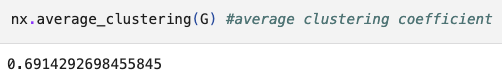 nx.average_clustering(G) #average clustering coefficient
0.6914292698455845